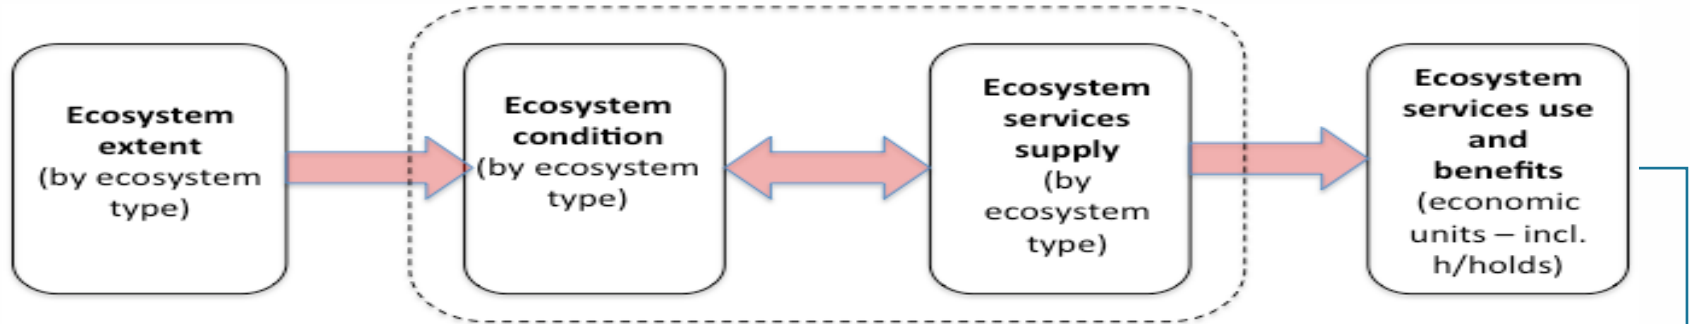 Ecosystem
extent
(by ecosystem
type)
Ecosystem
condition
(by ecosystem
type)
Ecosystem
services
supply
(by
ecosystem
type)
Ecosystem
services use
and
benefits
(economic
units – incl.
h/holds)